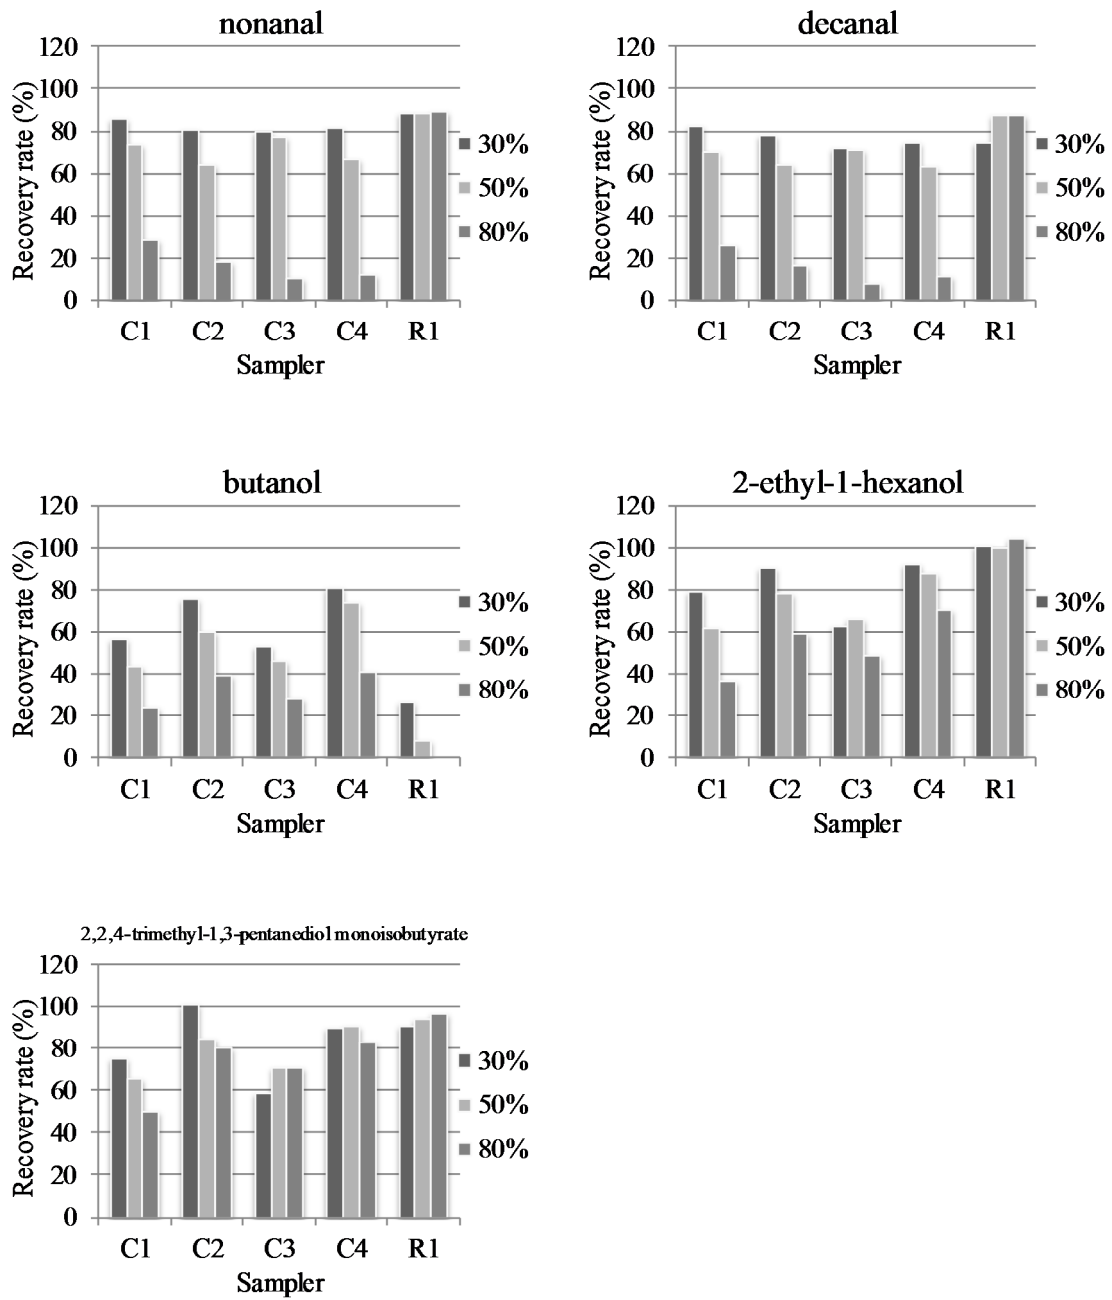 nonanal
120
100
80
60
40
20
0
Recovery rate (%)
C1 C2 C3 C4 R1
Sampler
30%
50%
80%
decanal
120
100
80
60
40
20
0
Recovery rate (%)
C1 C2 C3 C4 R1
Sampler
30%
50%
80%
butanol
120
100
80
60
40
20
0
Recovery rate (%)
C1 C2 C3 C4 R1
Sampler
30%
50%
80%
2-ethyl-1-hexanol
120
100
80
60
40
20
0
Recovery rate (%)
C1 C2 C3 C4 R1
Sampler
30%
50%
80%
2,2,4-trimethyl-1,3-pentanediol monoisobutyrate
120
100
80
60
40
20
0
Recovery rate (%)
C1 C2 C3 C4 R1
Sampler
30%
50%
80%